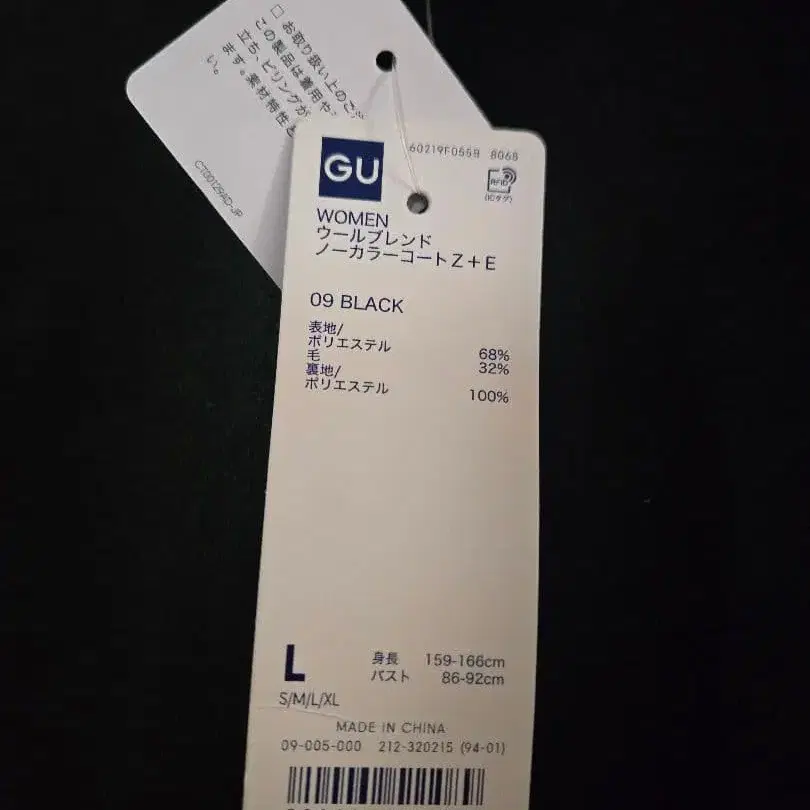 □ お取り扱い上のご
この製品は着用や
立ち、ピリングが
ます。素材特性と
い。
CT00129AD-JP
GU
60219F055B 8065
RFID
(ICタグ)
WOMEN
ウールブレンド
ノーカラーコートZ+E
09 BLACK
表地/
ポリエステル 68%
毛 32%
裏地/
ポリエステル 100%
L
身長 159-166cm
バスト 86-92cm
S/M/L/XL
MADE IN CHINA
09-005-000 212-320215 (94-01)